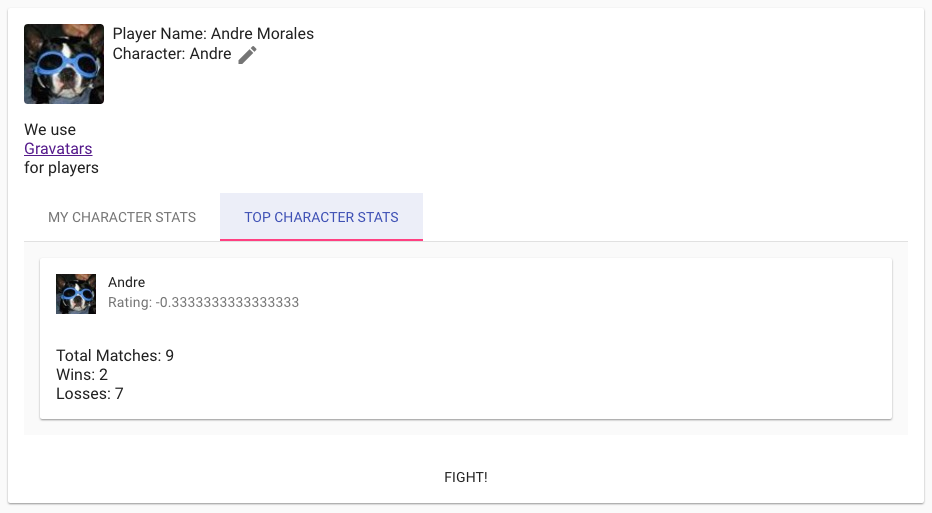 Player Name: Andre Morales
Character: Andre
We use
Gravatars
for players
MY CHARACTER STATS
TOP CHARACTER STATS
Andre
Rating: -0.3333333333333333
Total Matches: 9
Wins: 2
Losses: 7
FIGHT!